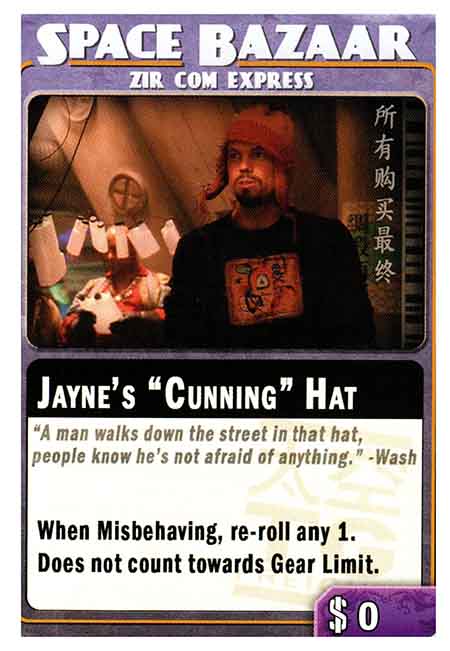 SPACE BAZAAR
ZIR COM EXPRESS
所有购买最终
JAYNE'S "CUNNING" HAT
"A man walks down the street in that hat,
people know he's not afraid of anything." -Wash
When Misbehaving, re-roll any 1.
Does not count towards Gear Limit.
$ 0